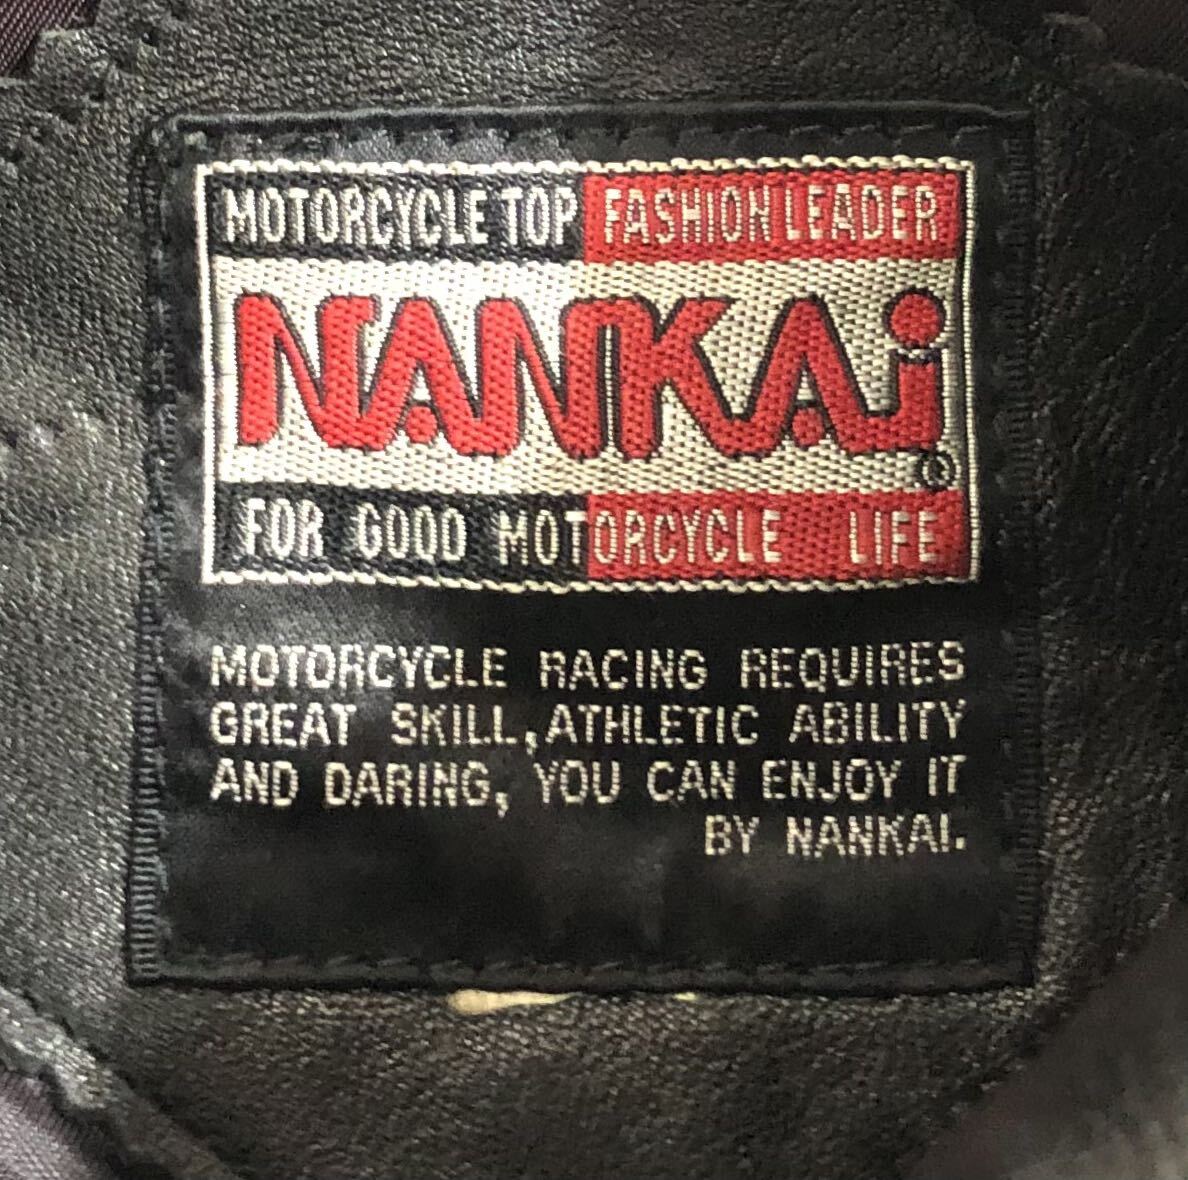 MOTORCYCLE TOP FASHION LEADER
NANKAi
®
FOR GOOD MOTORCYCLE LIFE
MOTORCYCLE RACING REQUIRES
GREAT SKILL, ATHLETIC ABILITY
AND DARING, YOU CAN ENJOY IT
BY NANKAI.